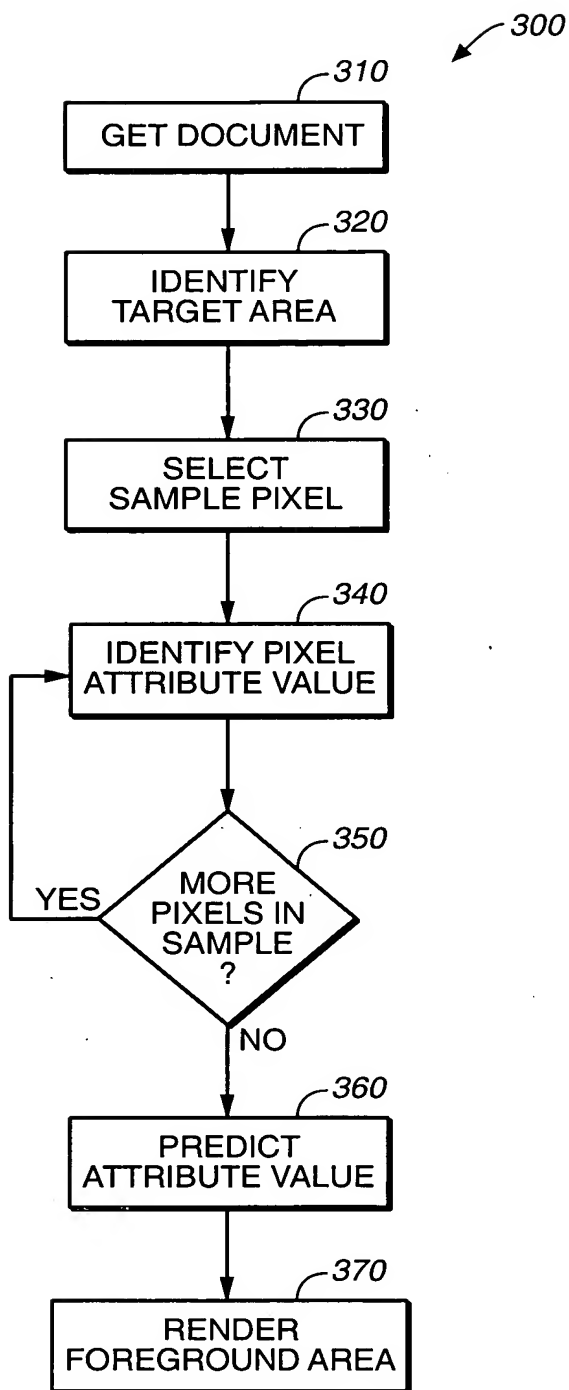 300
310
GET DOCUMENT
320
IDENTIFY
TARGET AREA
330
SELECT
SAMPLE PIXEL
340
IDENTIFY PIXEL
ATTRIBUTE VALUE
350
YES
MORE
PIXELS IN
SAMPLE
?
NO
360
PREDICT
ATTRIBUTE VALUE
370
RENDER
FOREGROUND AREA